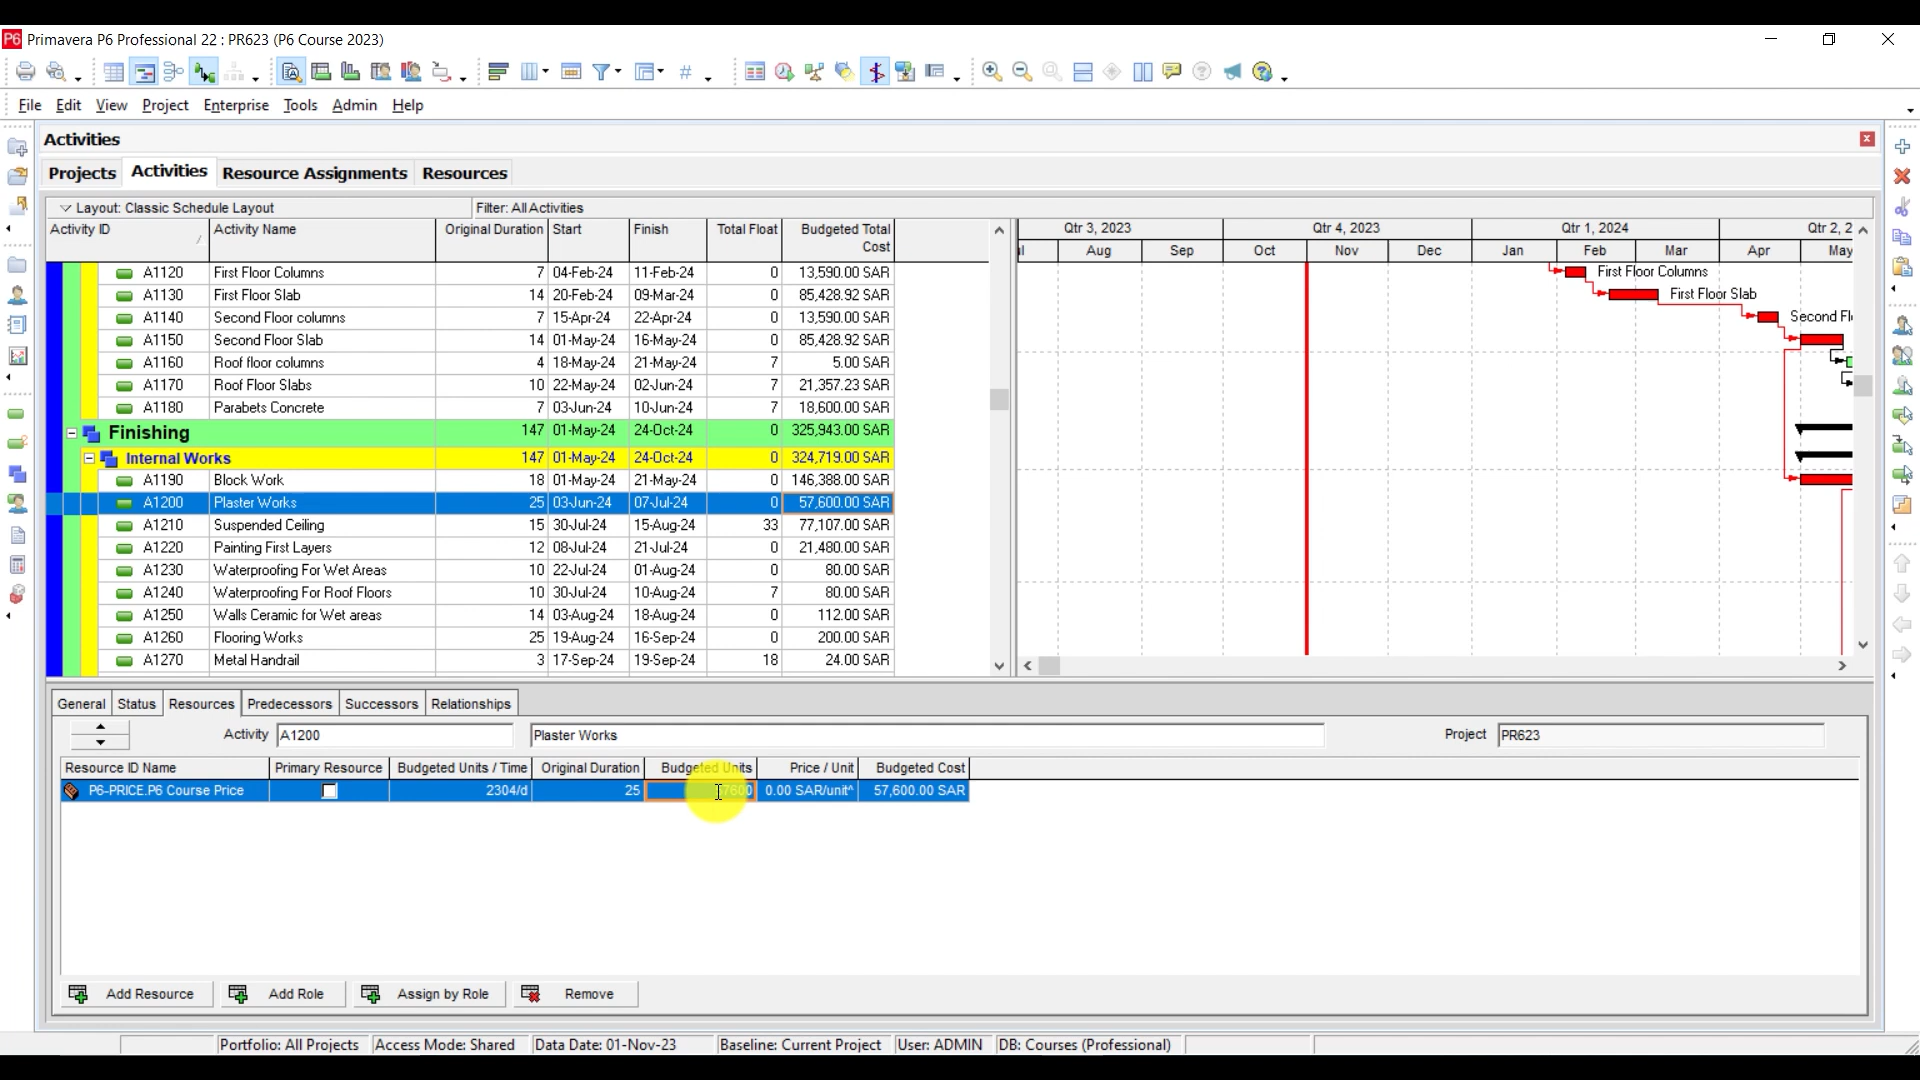 P6 Primavera P6 Professional 22 : PR623 (P6 Course 2023)
File Edit View Project Enterprise Tools Admin Help
Activities
Projects Activities Resource Assignments Resources
Layout: Classic Schedule Layout Filter: All Activities
Activity ID Activity Name Original Duration Start Finish Total Float Budgeted Total Cost
Qtr 3, 2023 Qtr 4, 2023 Qtr 1, 2024 Qtr 2, 2
Aug Sep Oct Nov Dec Jan Feb Mar Apr May
A1120 First Floor Columns 7 04-Feb-24 11-Feb-24 0 13,590.00 SAR First Floor Columns
A1130 First Floor Slab 14 20-Feb-24 09-Mar-24 0 85,428.92 SAR First Floor Slab
A1140 Second Floor columns 7 15-Apr-24 22-Apr-24 0 13,590.00 SAR Second Fl
A1150 Second Floor Slab 14 01-May-24 16-May-24 0 85,428.92 SAR
A1160 Roof floor columns 4 18-May-24 21-May-24 7 5.00 SAR
A1170 Roof Floor Slabs 10 22-May-24 02-Jun-24 7 21,357.23 SAR
A1180 Parabets Concrete 7 03-Jun-24 10-Jun-24 7 18,600.00 SAR
Finishing 147 01-May-24 24-Oct-24 0 325,943.00 SAR
Internal Works 147 01-May-24 24-Oct-24 0 324,719.00 SAR
A1190 Block Work 18 01-May-24 21-May-24 0 146,388.00 SAR
A1200 Plaster Works 25 03-Jun-24 07-Jul-24 0 57,600.00 SAR
A1210 Suspended Ceiling 15 30-Jul-24 15-Aug-24 33 77,107.00 SAR
A1220 Painting First Layers 12 08-Jul-24 21-Jul-24 0 21,480.00 SAR
A1230 Waterproofing For Wet Areas 10 22-Jul-24 01-Aug-24 0 80.00 SAR
A1240 Waterproofing For Roof Floors 10 30-Jul-24 10-Aug-24 7 80.00 SAR
A1250 Walls Ceramic for Wet areas 14 03-Aug-24 18-Aug-24 0 112.00 SAR
A1260 Flooring Works 25 19-Aug-24 16-Sep-24 0 200.00 SAR
A1270 Metal Handrail 3 17-Sep-24 19-Sep-24 18 24.00 SAR
General Status Resources Predecessors Successors Relationships
Activity A1200 Plaster Works Project PR623
Resource ID Name Primary Resource Budgeted Units / Time Original Duration Budgeted Units Price / Unit Budgeted Cost
P6-PRICE.P6 Course Price 2304/d 25 0.00 SAR/unit^ 57,600.00 SAR
Add Resource Add Role Assign by Role Remove
Portfolio: All Projects Access Mode: Shared Data Date: 01-Nov-23 Baseline: Current Project User: ADMIN DB: Courses (Professional)